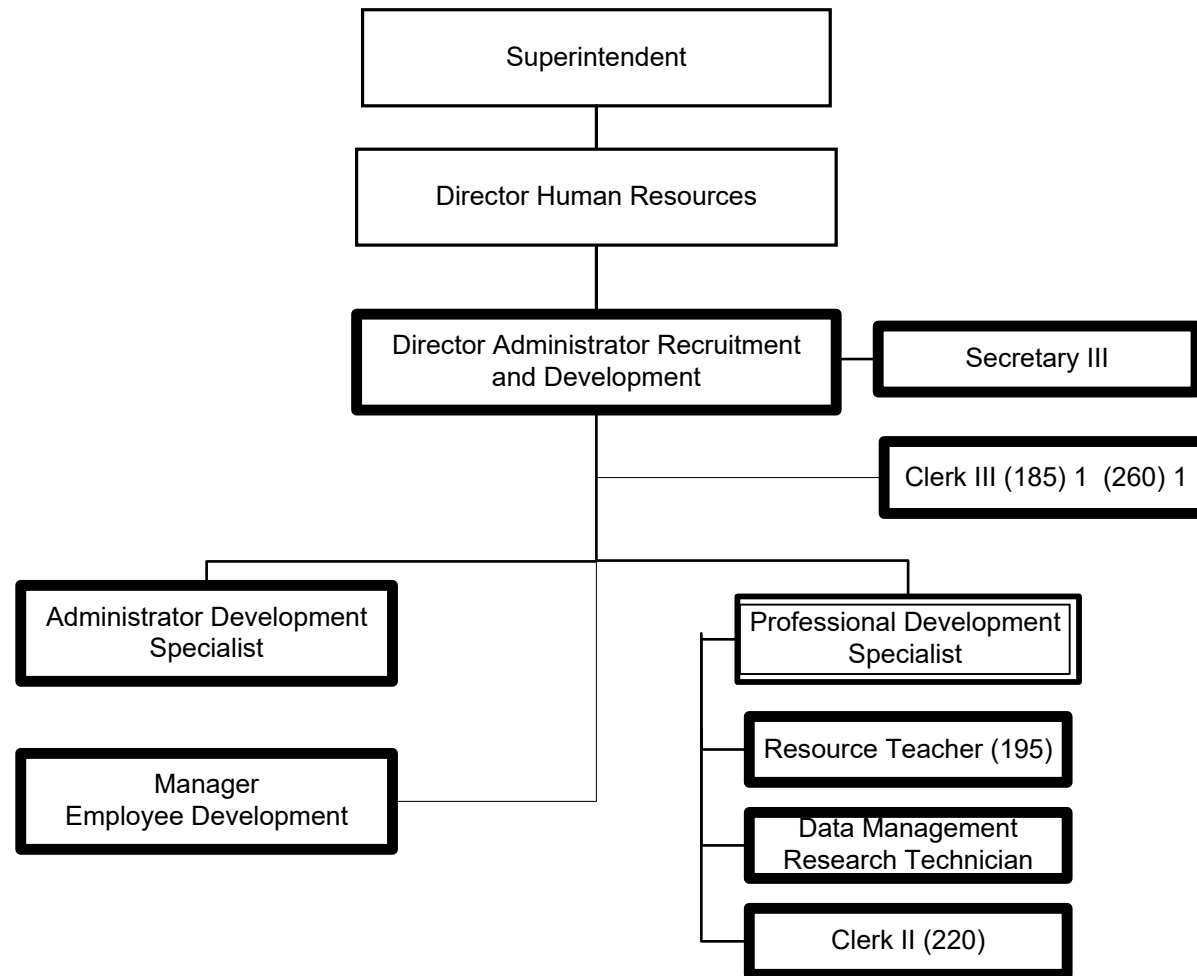 Superintendent
Director Human Resources
Director Administrator Recruitment
and Development
Secretary III
Clerk III (185) 1  (260) 1
Administrator Development
Specialist
Professional Development
Specialist
Manager
Employee Development
Resource Teacher (195)
Data Management
Research Technician
Clerk II (220)